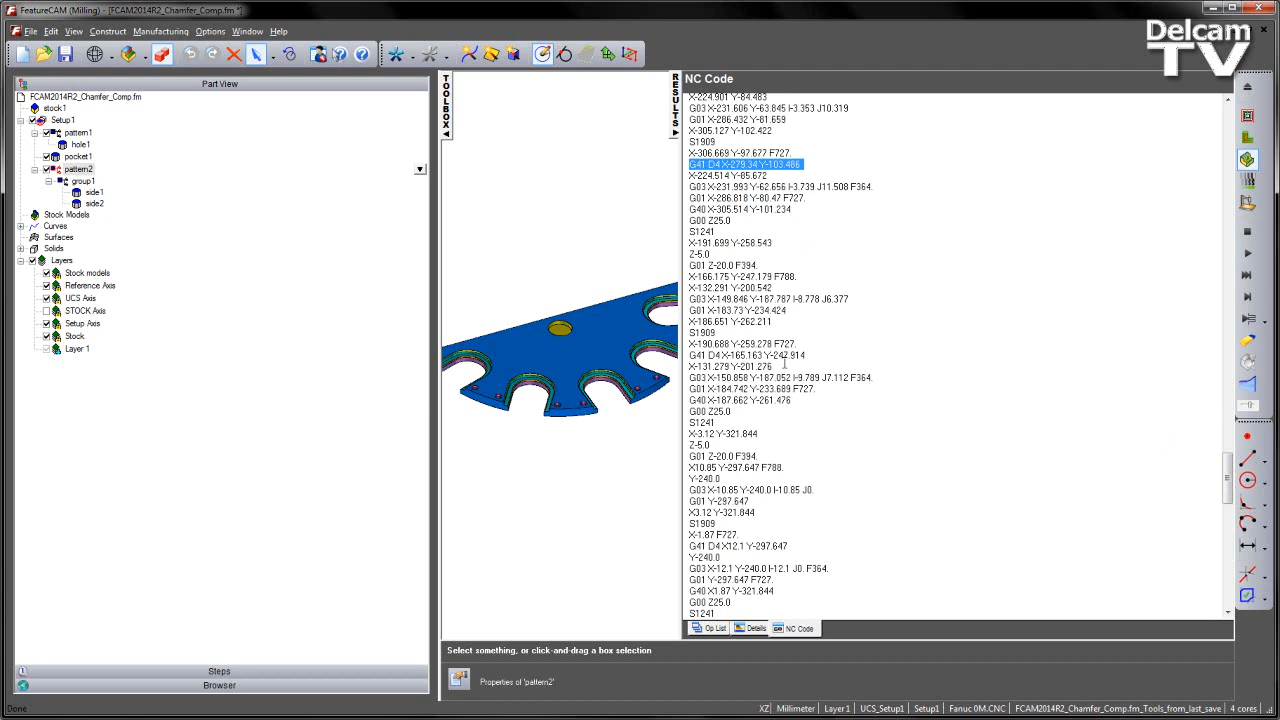 FeatureCAM (Milling) - [FCAM2014R2_Chamfer_Comp.fm *]
File Edit View Construct Manufacturing Options Window Help
Delcam
TV
Part View
FCAM2014R2_Chamfer_Comp.fm
stock1
Setup1
pattern1
hole1
pocket1
pattern2
group1
side1
side2
Stock Models
Curves
Surfaces
Solids
Layers
Stock models
Reference Axis
UCS Axis
STOCK Axis
Setup Axis
Stock
Layer 1
Steps
Browser
TOOLBOX
RESULTS
NC Code
X-224.901 Y-84.483
G03 X-231.606 Y-63.845 I-3.353 J10.319
G01 X-286.432 Y-81.659
X-305.127 Y-102.422
S1909
X-306.669 Y-97.677 F727.
G41 D4 X-279.34 Y-103.486
X-224.514 Y-85.672
G03 X-231.993 Y-62.656 I-3.739 J11.508 F364.
G01 X-286.818 Y-80.47 F727.
G40 X-305.514 Y-101.234
G00 Z25.0
S1241
X-191.699 Y-258.543
Z-5.0
G01 Z-20.0 F394.
X-166.175 Y-247.179 F788.
X-132.291 Y-200.542
G03 X-149.846 Y-187.787 I-8.778 J6.377
G01 X-183.73 Y-234.424
X-186.651 Y-262.211
S1909
X-190.688 Y-259.278 F727.
G41 D4 X-165.163 Y-247.914
X-131.279 Y-201.276
G03 X-150.858 Y-187.052 I-9.789 J7.112 F364.
G01 X-184.742 Y-233.689 F727.
G40 X-187.662 Y-261.476
G00 Z25.0
S1241
X-3.12 Y-321.844
Z-5.0
G01 Z-20.0 F394.
X10.85 Y-297.647 F788.
Y-240.0
G03 X-10.85 Y-240.0 I-10.85 J0.
G01 Y-297.647
X3.12 Y-321.844
S1909
X-1.87 F727.
G41 D4 X12.1 Y-297.647
Y-240.0
G03 X-12.1 Y-240.0 I-12.1 J0. F364.
G01 Y-297.647 F727.
G40 X1.87 Y-321.844
G00 Z25.0
S1241
Op List Details NC Code
Select something, or click-and-drag a box selection
Properties of 'pattern2'
Done XZ Millimeter Layer 1 UCS_Setup1 Setup1 Fanuc 0M.CNC FCAM2014R2_Chamfer_Comp.fm_Tools_from_last_save 4 cores